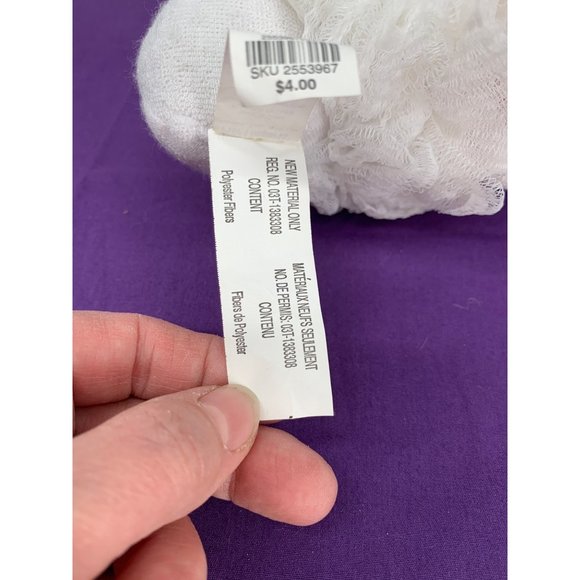 SKU 2553967
$4.00
NEW MATERIAL ONLY
REG. NO. 03T-1383308
CONTENT
Polyester Fibers
MATÉRIAUX NEUFS SEULEMENT
NO. DE PERMIS: 03T-1383308
CONTENU
Fibers de Polyester